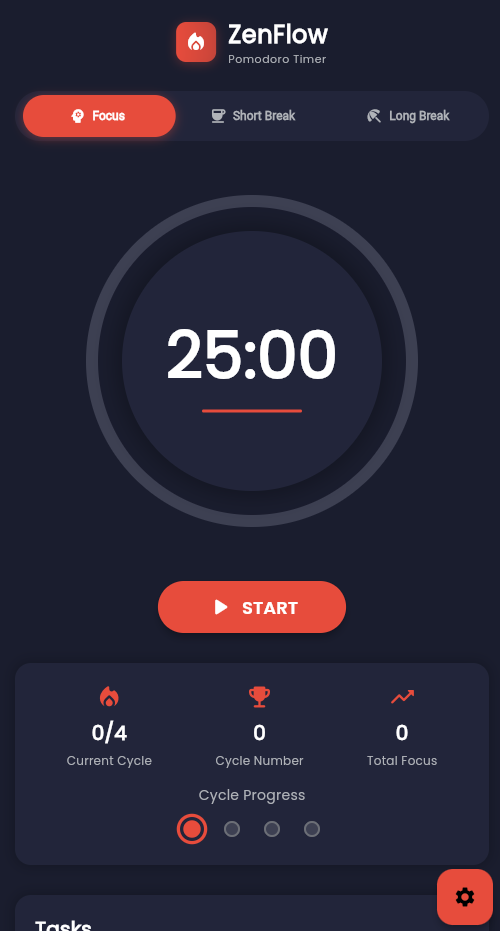 ZenFlow
Pomodoro Timer
Focus
Short Break
Long Break
25:00
START
0/4
Current Cycle
0
Cycle Number
0
Total Focus
Cycle Progress
Tasks